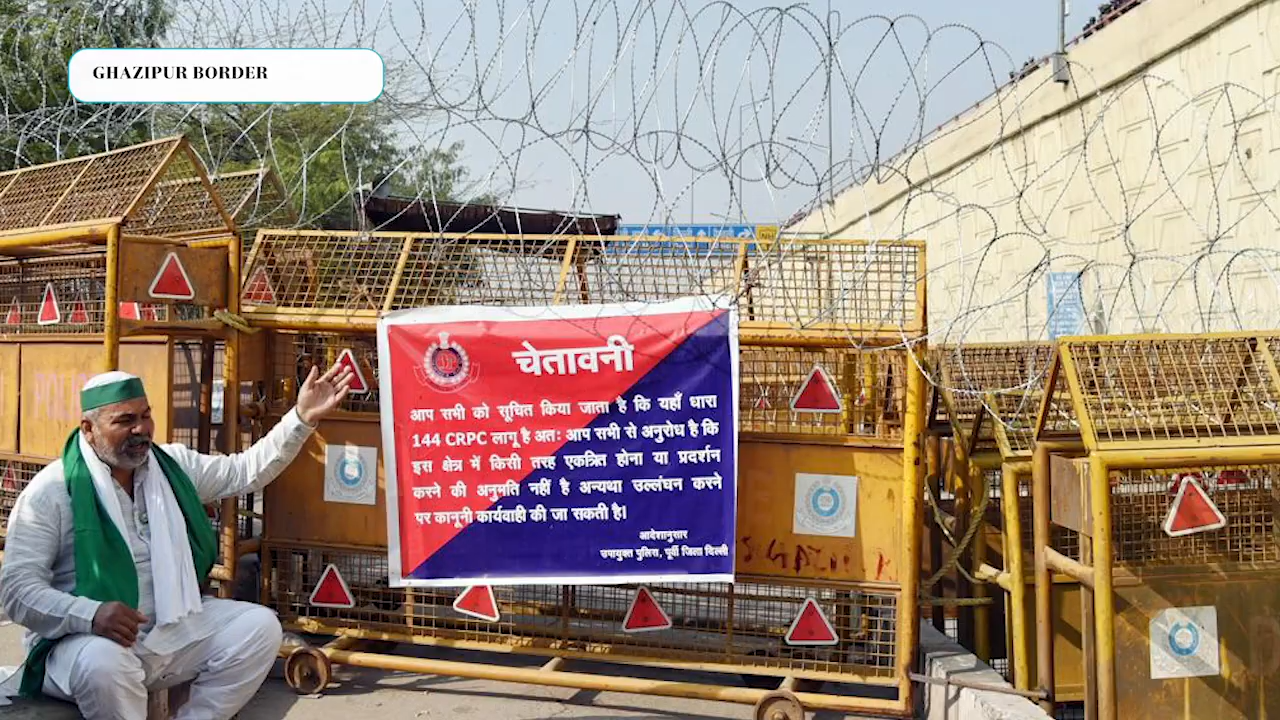 GHAZIPUR BORDER
चेतावनी
आप सभी को सूचित किया जाता है कि यहाँ धारा
144 CRPC लागू है अतः आप सभी से अनुरोध है कि
इस क्षेत्र में किसी तरह एकत्रित होना या प्रदर्शन
करने की अनुमति नहीं है अन्यथा उल्लंघन करने
पर कानूनी कार्यवाही की जा सकती है।
आदेशानुसार
उपायुक्त पुलिस, पूर्वी जिला दिल्ली
POLICE